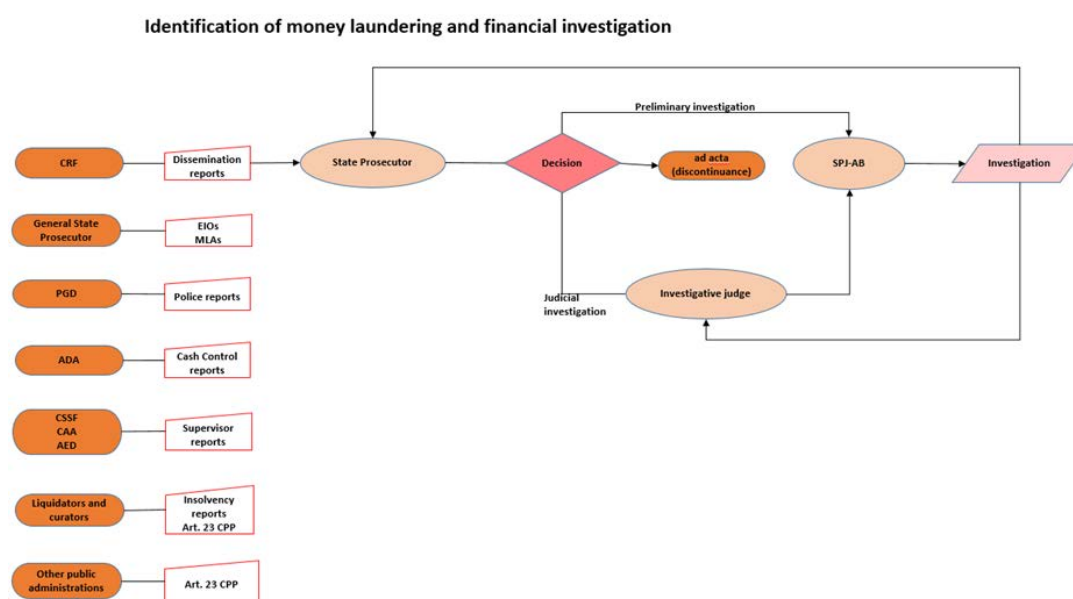 Identification of money laundering and financial investigation
Preliminary investigation
CRF
Dissemination
reports
State Prosecutor
Decision
ad acta
(discontinuance)
SPJ-AB
Investigation
General State
Prosecutor
EIOs
MLAs
PGD
Police reports
Judicial
investigation
Investigative judge
ADA
Cash Control
reports
CSSF
CAA
AED
Supervisor
reports
Liquidators and
curators
Insolvency
reports
Art. 23 CPP
Other public
administrations
Art. 23 CPP